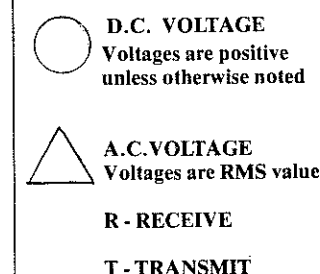 D.C. VOLTAGE
Voltages are positive
unless otherwise noted
A.C.VOLTAGE
Voltages are RMS value
R - RECEIVE
T - TRANSMIT